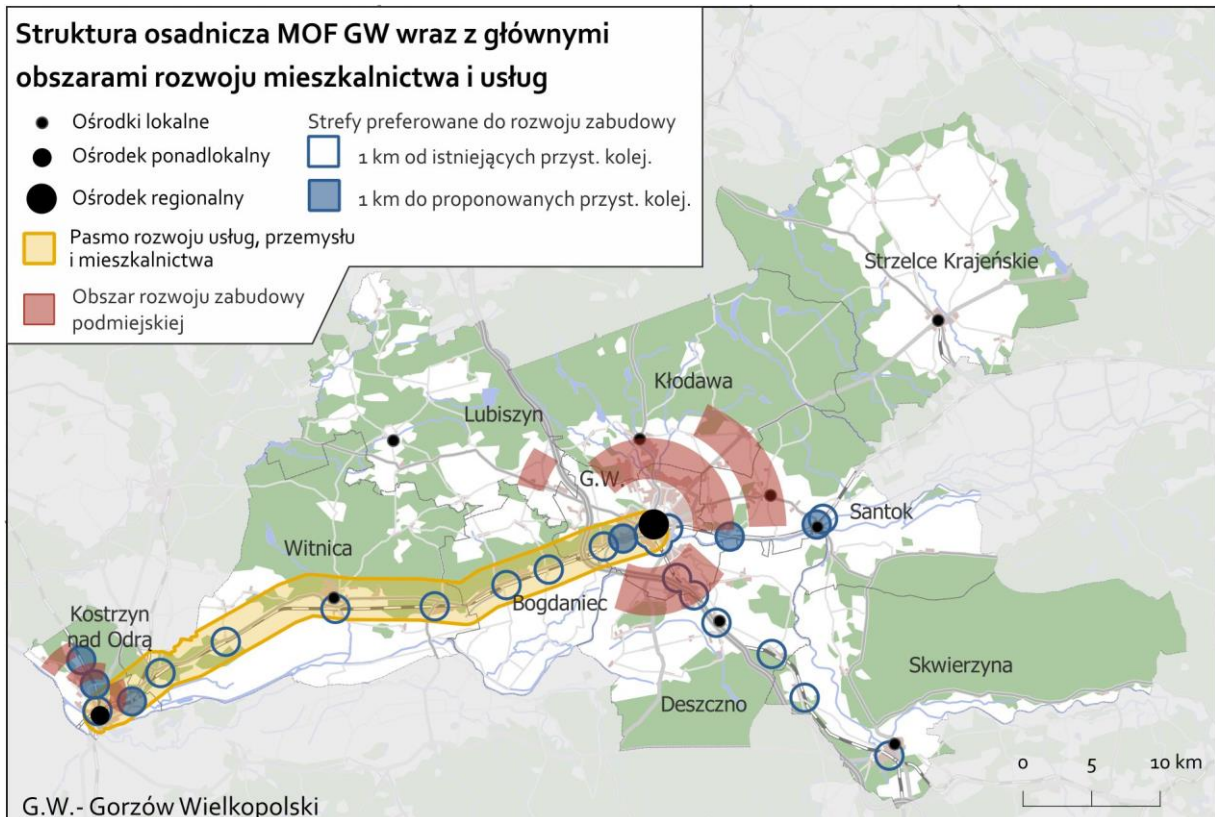 Struktura osadnicza MOF GW wraz z głównymi
obszarami rozwoju mieszkalnictwa i usług
Ośrodki lokalne
Ośrodek ponadlokalny
Ośrodek regionalny
Pasmo rozwoju usług, przemysłu
i mieszkalnictwa
Obszar rozwoju zabudowy
podmiejskiej
Strefy preferowane do rozwoju zabudowy
1 km od istniejących przyst. kolej.
1 km do proponowanych przyst. kolej.
Strzelce Krajeńskie
Kłodawa
Lubiszyn
G.W.
Santok
Witnica
Bogdaniec
Kostrzyn
nad Odrą
Skwierzyna
Deszczno
0 5 10 km
G.W.- Gorzów Wielkopolski